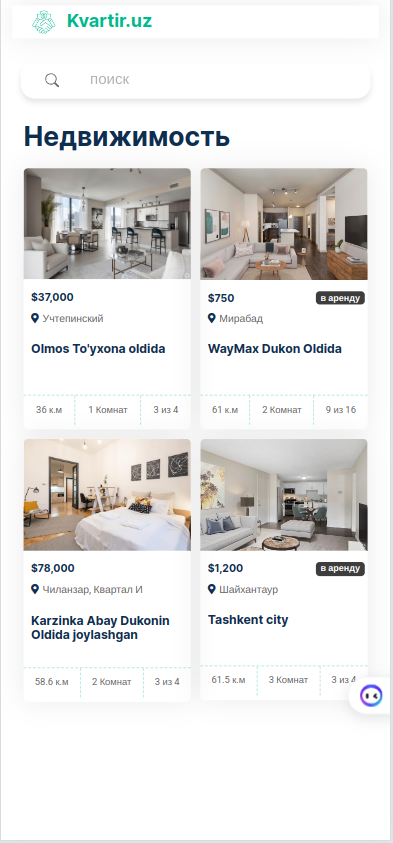 Kvartir.uz
поиск
Недвижимость
$37,000
Учтепинский
Olmos To'yxona oldida
36 к.м 1 Комнат 3 из 4
$750 в аренду
Мирабад
WayMax Dukon Oldida
61 к.м 2 Комнат 9 из 16
$78,000
Чиланзар, Квартал И
Karzinka Abay Dukonin
Oldida joylashgan
58.6 к.м 2 Комнат 3 из 4
$1,200 в аренду
Шайхантаур
Tashkent city
61.5 к.м 3 Комнат 3 из 4